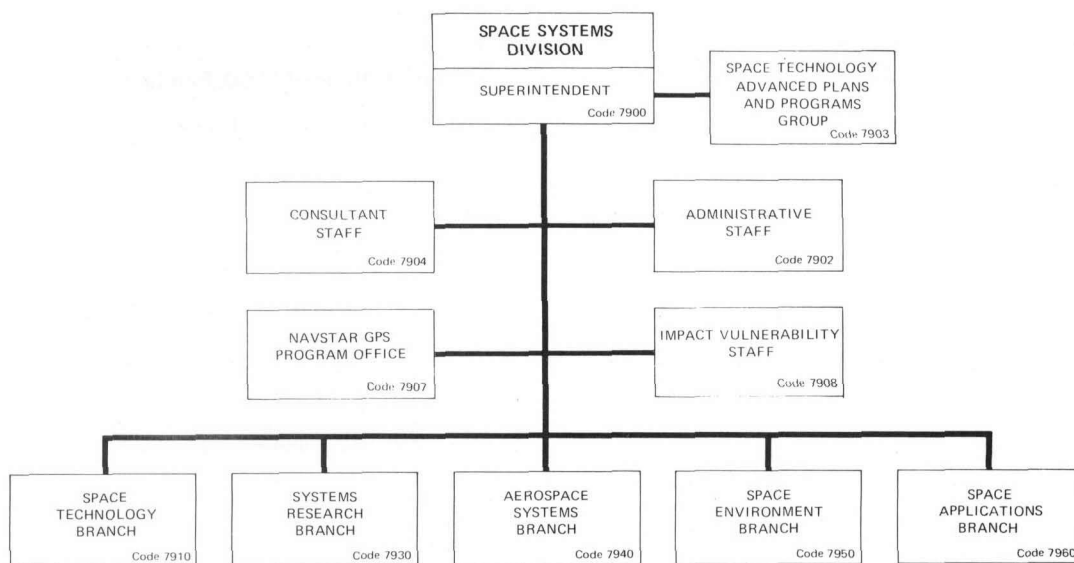 SPACE SYSTEMS
DIVISION
SUPERINTENDENT
Code 7900
SPACE TECHNOLOGY
ADVANCED PLANS
AND PROGRAMS
GROUP
Code 7903
CONSULTANT
STAFF
Code 7904
ADMINISTRATIVE
STAFF
Code 7902
NAVSTAR GPS
PROGRAM OFFICE
Code 7907
IMPACT VULNERABILITY
STAFF
Code 7908
SPACE
TECHNOLOGY
BRANCH
Code 7910
SYSTEMS
RESEARCH
BRANCH
Code 7930
AEROSPACE
SYSTEMS
BRANCH
Code 7940
SPACE
ENVIRONMENT
BRANCH
Code 7950
SPACE
APPLICATIONS
BRANCH
Code 7960